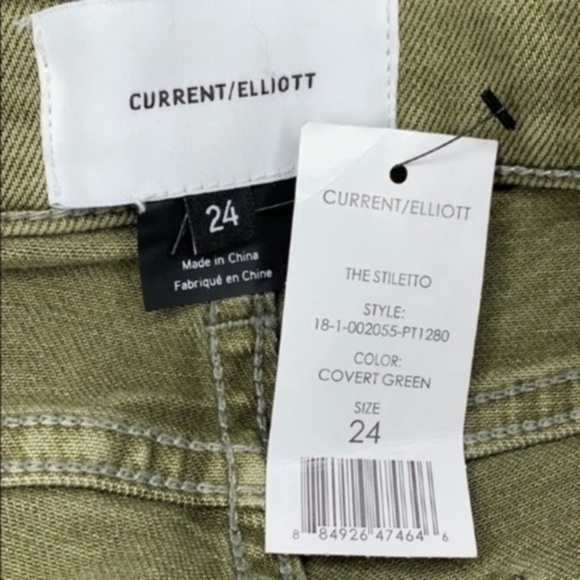 CURRENT/ELLIOTT
24
Made in China
Fabriqué en Chine
CURRENT/ELLIOTT
THE STILETTO
STYLE:
18-1-002055-PT1280
COLOR:
COVERT GREEN
SIZE
24
8 84926 47464 6